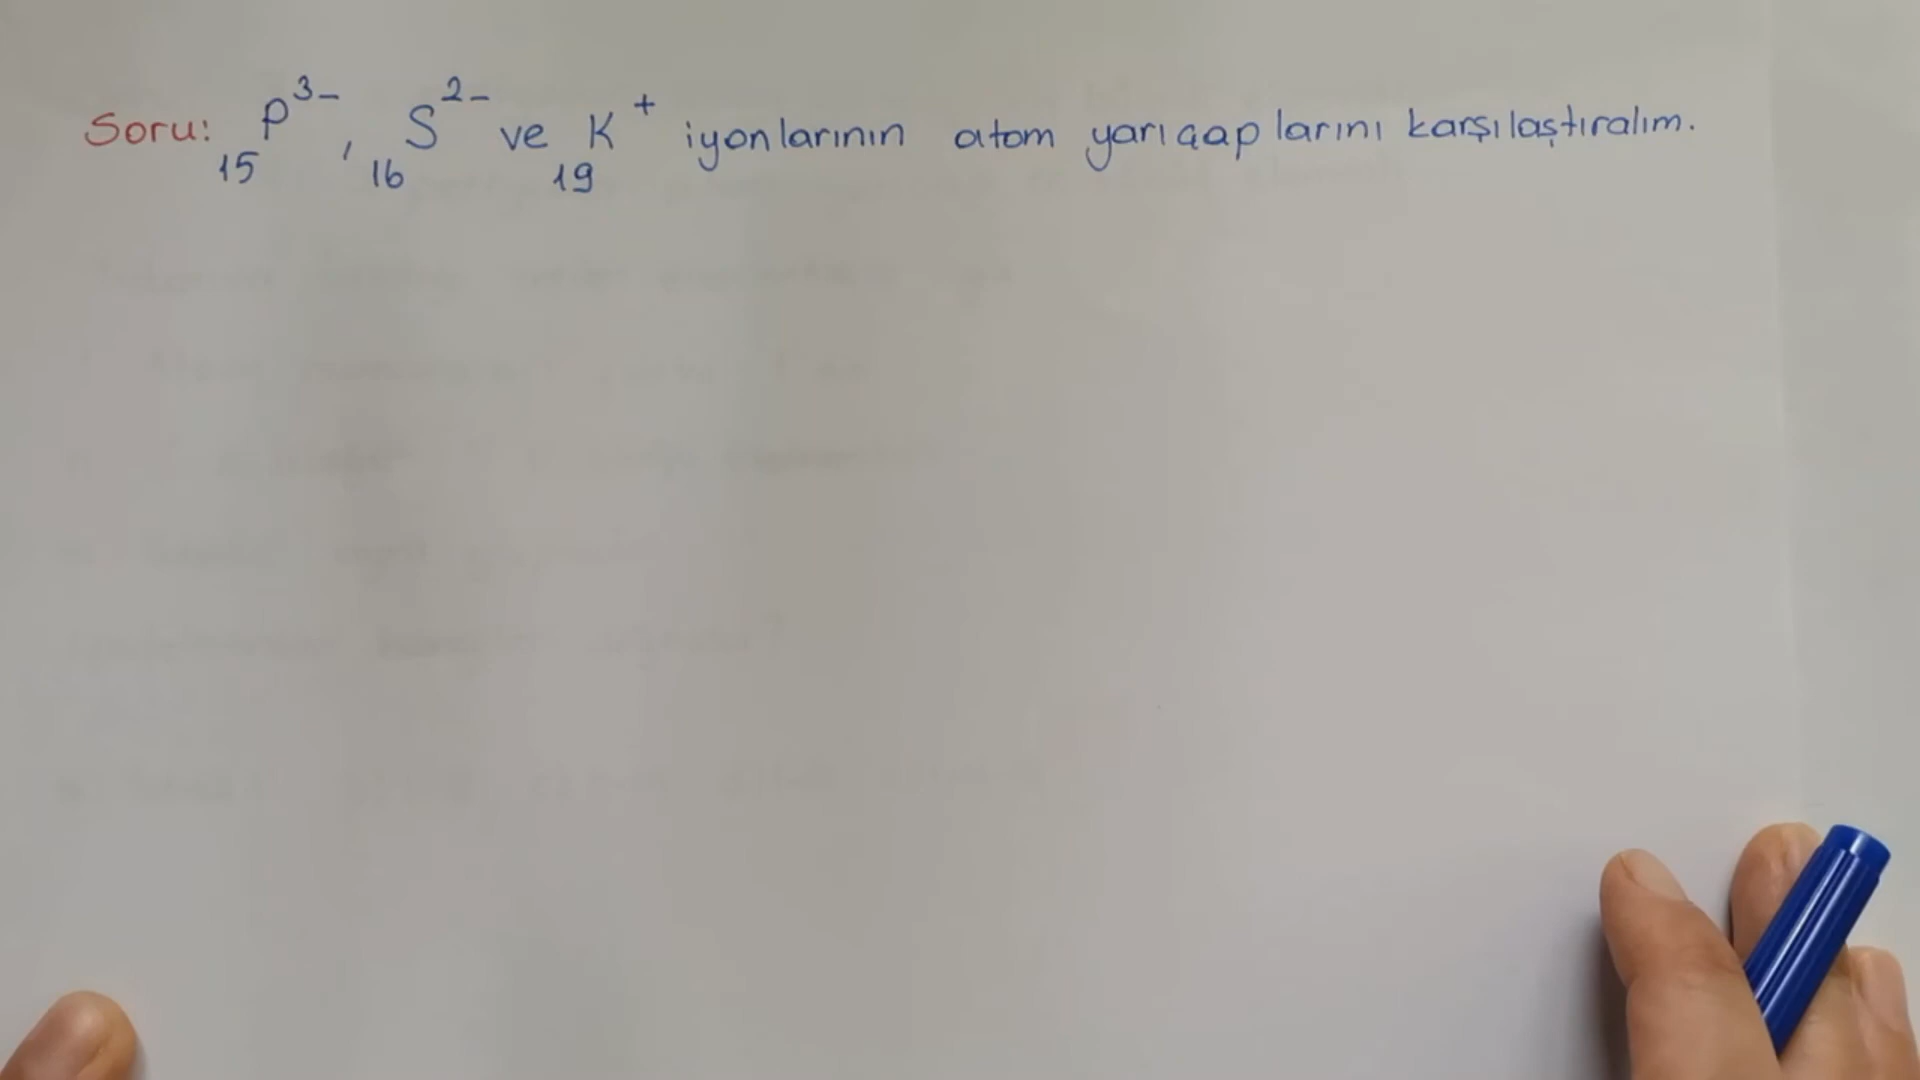 Soru: ₁₅P³⁻, ₁₆S²⁻ ve ₁₉K⁺ iyonlarının atom yarıçaplarını karşılaştıralım.